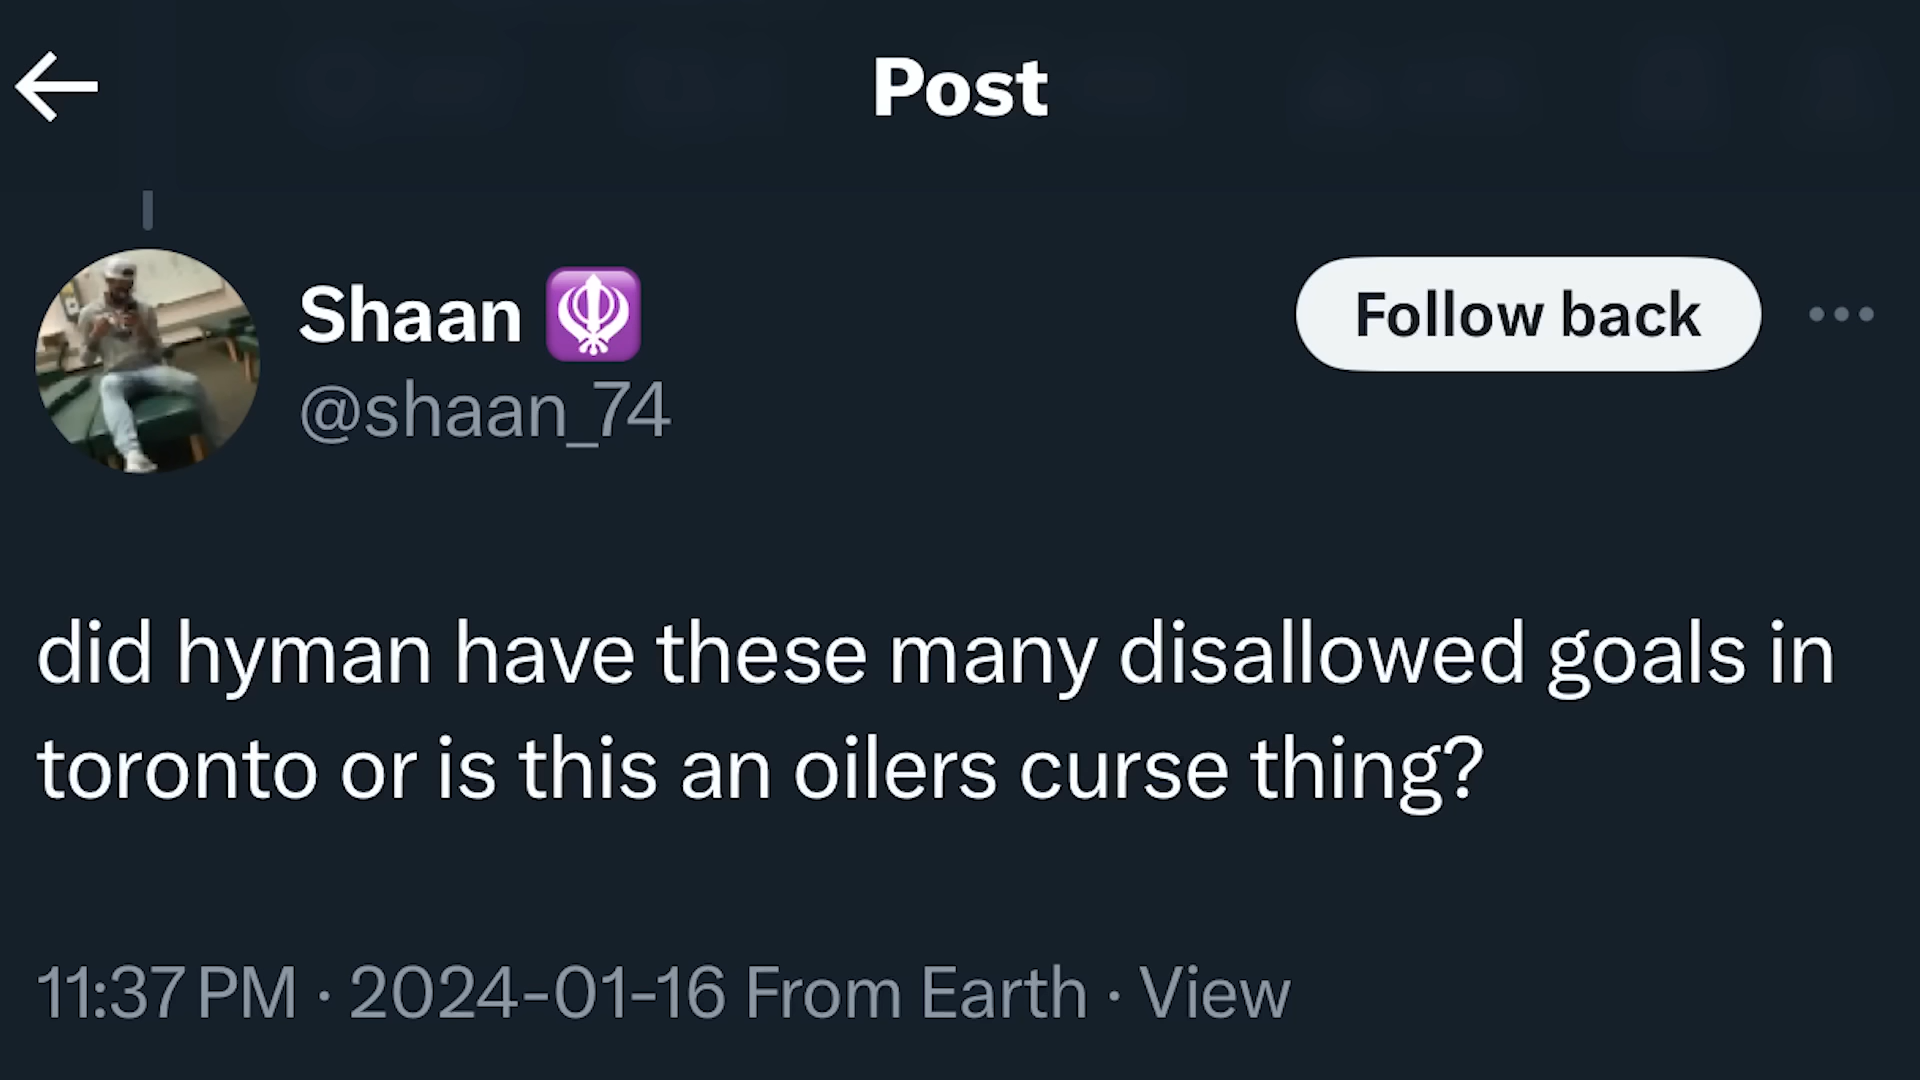 Post
Shaan
Follow back
@shaan_74
did hyman have these many disallowed goals in
toronto or is this an oilers curse thing?
11:37 PM · 2024-01-16 From Earth · View